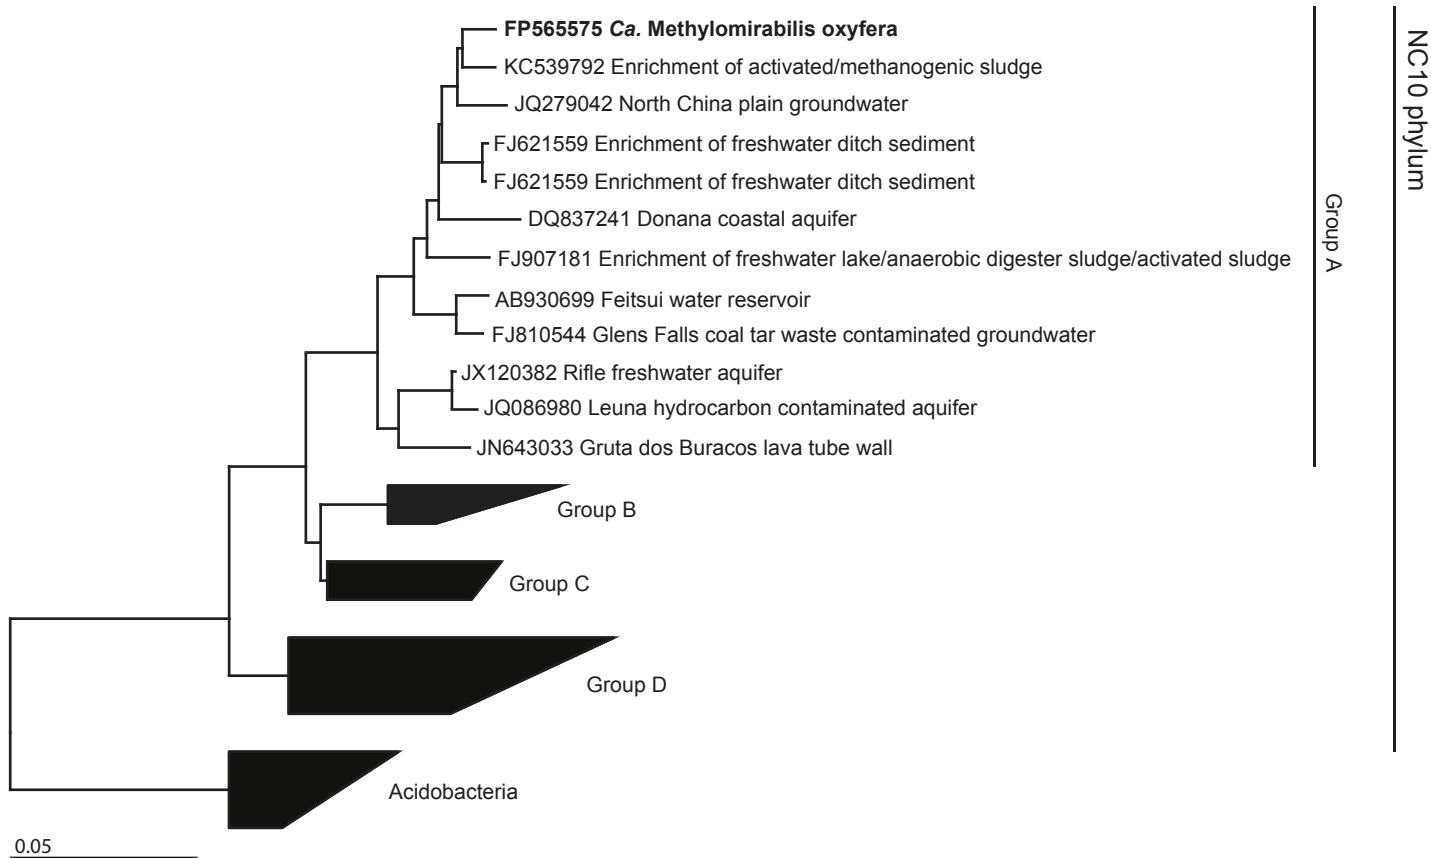 FP565575 Ca. Methylomirabilis oxyfera
KC539792 Enrichment of activated/methanogenic sludge
JQ279042 North China plain groundwater
FJ621559 Enrichment of freshwater ditch sediment
FJ621559 Enrichment of freshwater ditch sediment
DQ837241 Donana coastal aquifer
FJ907181 Enrichment of freshwater lake/anaerobic digester sludge/activated sludge
AB930699 Feitsui water reservoir
FJ810544 Glens Falls coal tar waste contaminated groundwater
JX120382 Rifle freshwater aquifer
JQ086980 Leuna hydrocarbon contaminated aquifer
JN643033 Gruta dos Buracos lava tube wall
Group B
Group C
Group D
Acidobacteria
0.05
Group A
NC10 phylum